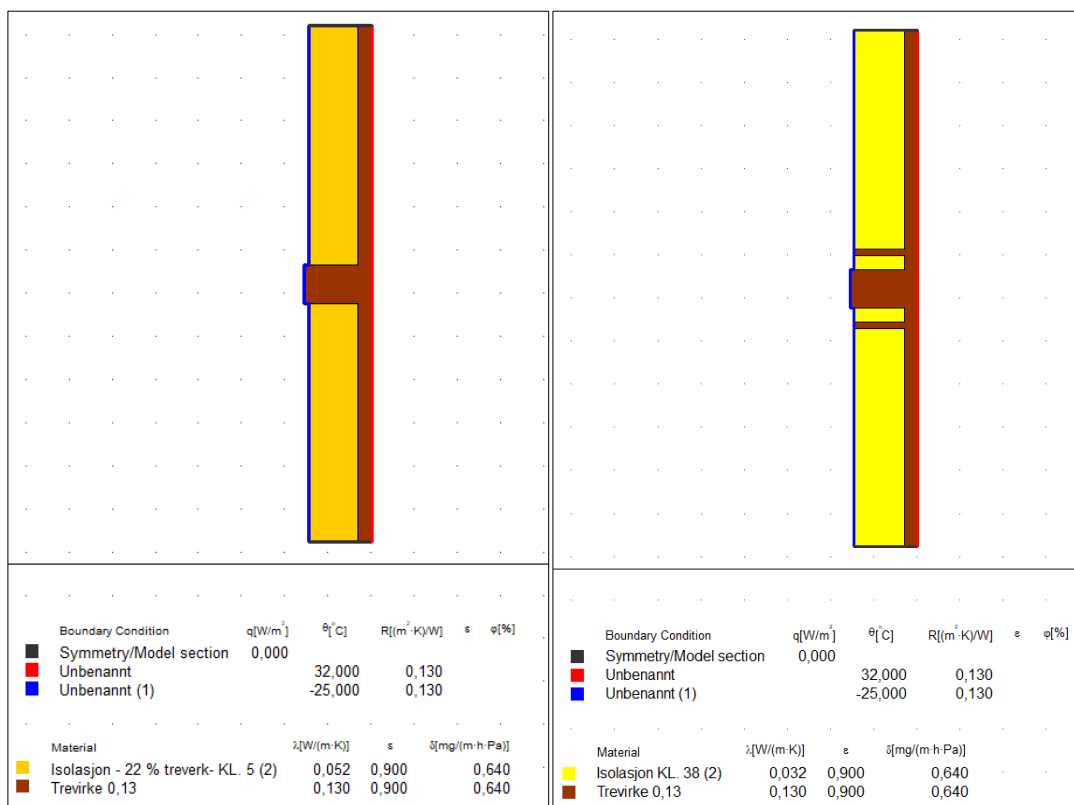 Boundary Condition q[W/m²] θ[°C] R[(m²·K)/W] ε φ[%]
Symmetry/Model section 0,000
Unbenannt 32,000 0,130
Unbenannt (1) -25,000 0,130
Material λ[W/(m·K)] ε δ[mg/(m·h·Pa)]
Isolasjon - 22 % treverk- KL. 5 (2) 0,052 0,900 0,640
Trevirke 0,13 0,130 0,900 0,640
Boundary Condition q[W/m²] θ[°C] R[(m²·K)/W] ε φ[%]
Symmetry/Model section 0,000
Unbenannt 32,000 0,130
Unbenannt (1) -25,000 0,130
Material λ[W/(m·K)] ε δ[mg/(m·h·Pa)]
Isolasjon KL. 38 (2) 0,032 0,900 0,640
Trevirke 0,13 0,130 0,900 0,640